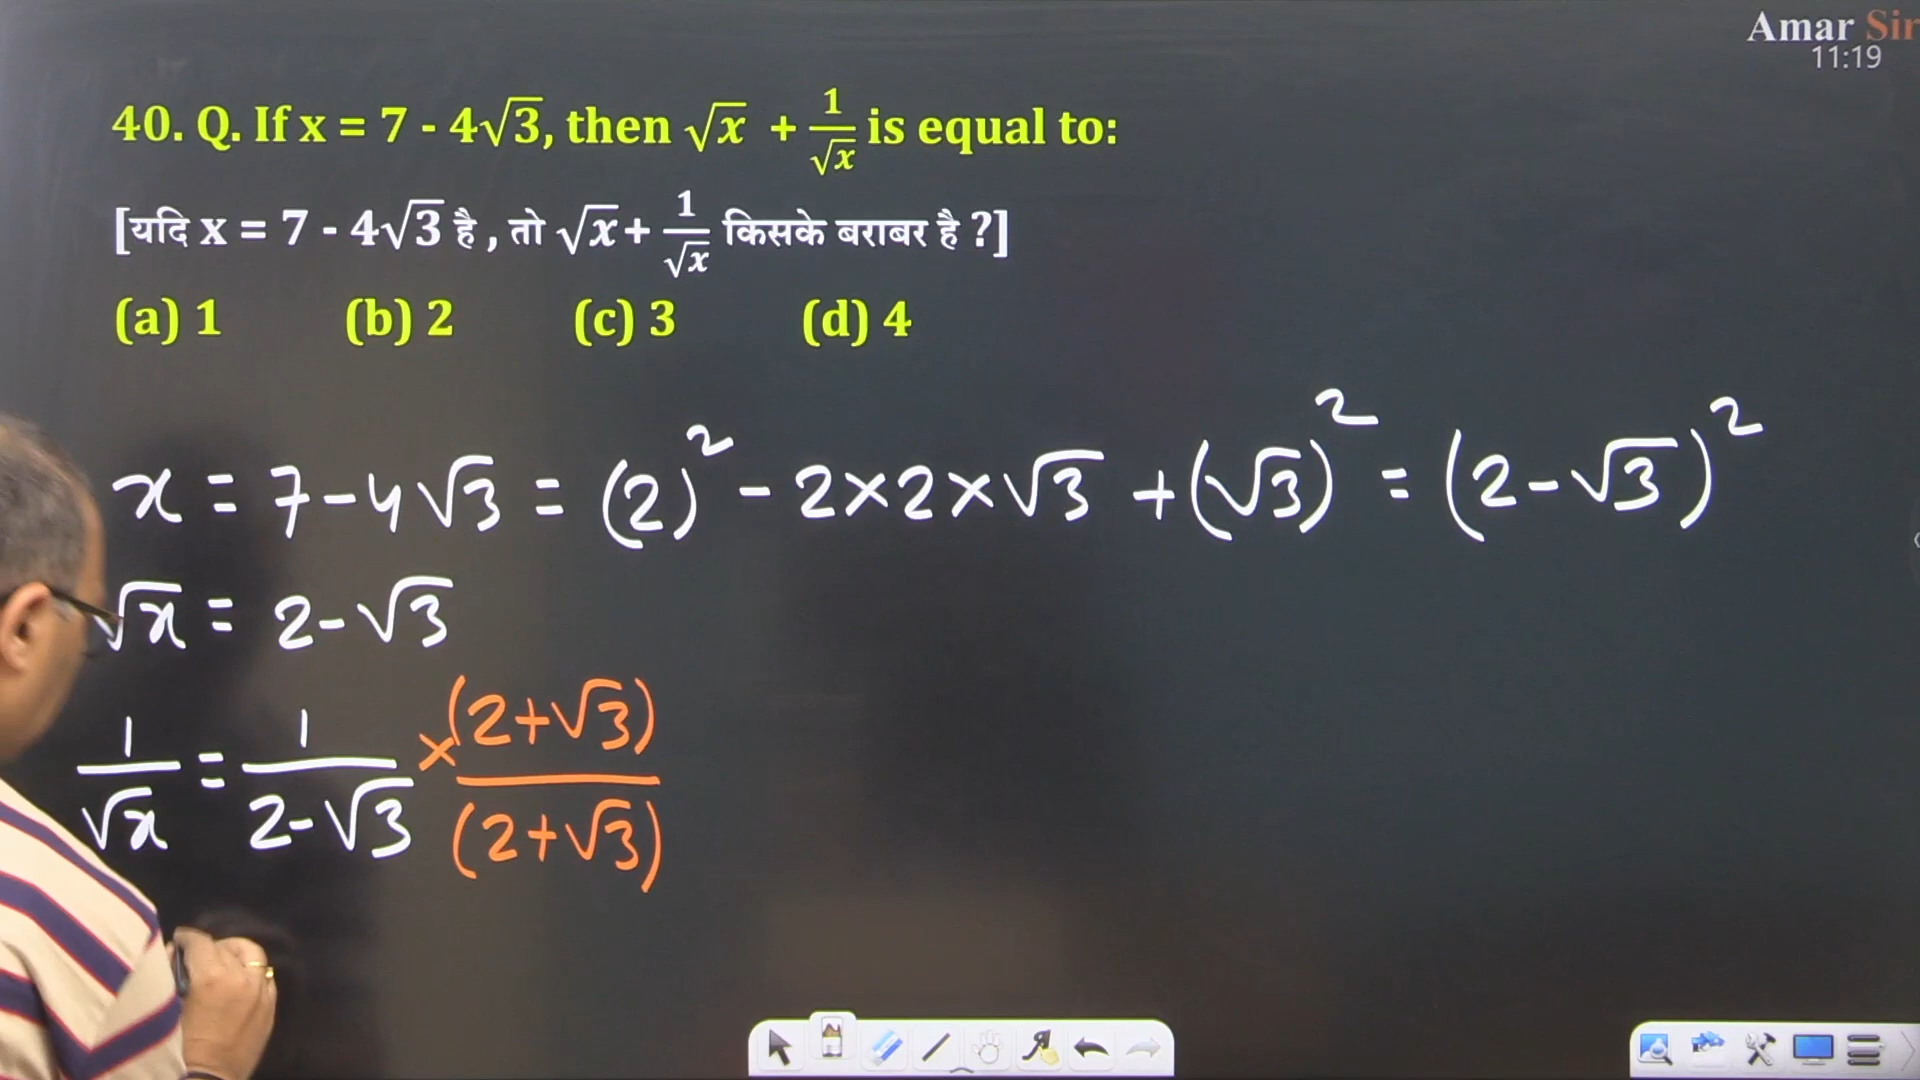 Amar Sir
11:19
40. Q. If x = 7 - 4√3, then √x + 1/√x is equal to:
[यदि x = 7 - 4√3 है , तो √x + 1/√x किसके बराबर है ?]
(a) 1 (b) 2 (c) 3 (d) 4
x = 7 - 4√3 = (2)² - 2×2×√3 + (√3)² = (2-√3)²
√x = 2-√3
1/√x = 1/(2-√3) × (2+√3)/(2+√3)